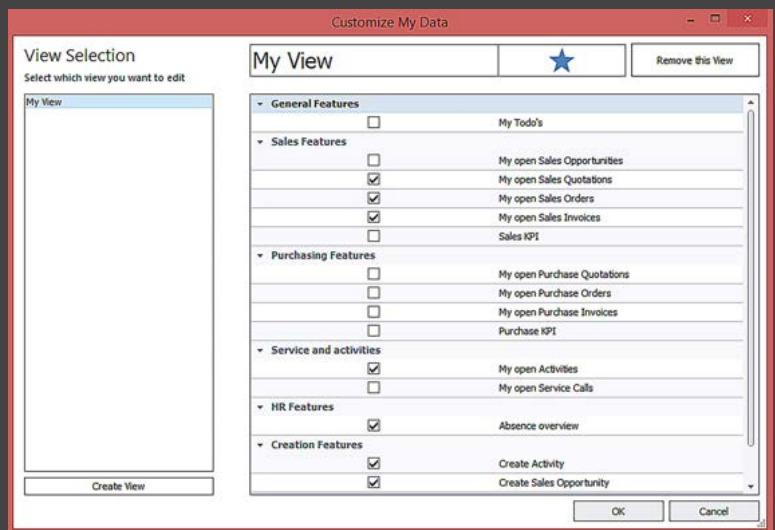 Customize My Data
View Selection
Select which view you want to edit
My View
Create View
My View
Remove this View
General Features
My Todo's
Sales Features
My open Sales Opportunities
My open Sales Quotations
My open Sales Orders
My open Sales Invoices
Sales KPI
Purchasing Features
My open Purchase Quotations
My open Purchase Orders
My open Purchase Invoices
Purchase KPI
Service and activities
My open Activities
My open Service Calls
HR Features
Absence overview
Creation Features
Create Activity
Create Sales Opportunity
OK
Cancel